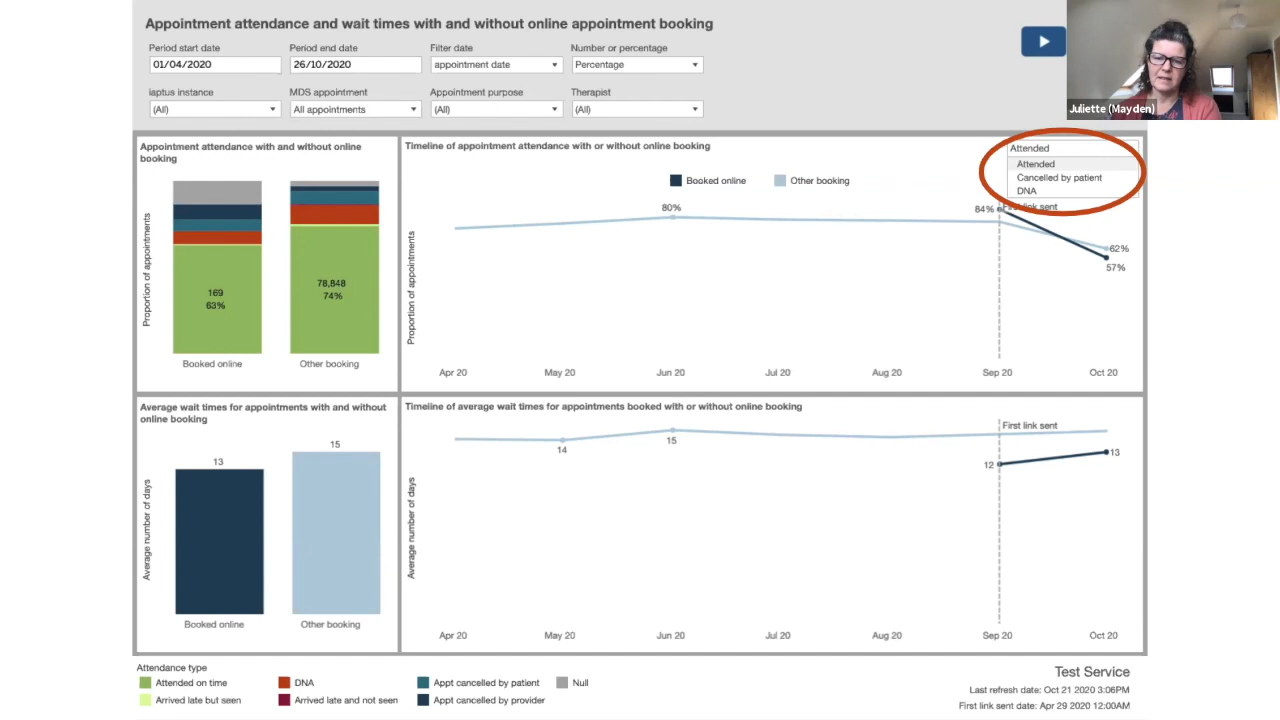 Appointment attendance and wait times with and without online appointment booking
Period start date
Period end date
Filter date
Number or percentage
01/04/2020
26/10/2020
appointment date
Percentage
iaptus instance
MDS appointment
Appointment purpose
Therapist
(All)
All appointments
(All)
(All)
Juliette (Mayden)
Appointment attendance with and without online
booking
Proportion of appointments
169
63%
78,848
74%
Booked online
Other booking
Timeline of appointment attendance with or without online booking
Attended
Attended
Cancelled by patient
DNA
Booked online
Other booking
Proportion of appointments
80%
84%
link sent
62%
57%
Apr 20
May 20
Jun 20
Jul 20
Aug 20
Sep 20
Oct 20
Average wait times for appointments with and without
online booking
Average number of days
13
15
Booked online
Other booking
Timeline of average wait times for appointments booked with or without online booking
Average number of days
First link sent
14
15
12
13
Apr 20
May 20
Jun 20
Jul 20
Aug 20
Sep 20
Oct 20
Attendance type
Attended on time
DNA
Appt cancelled by patient
Null
Arrived late but seen
Arrived late and not seen
Appt cancelled by provider
Test Service
Last refresh date: Oct 21 2020 3:06PM
First link sent date: Apr 29 2020 12:00AM